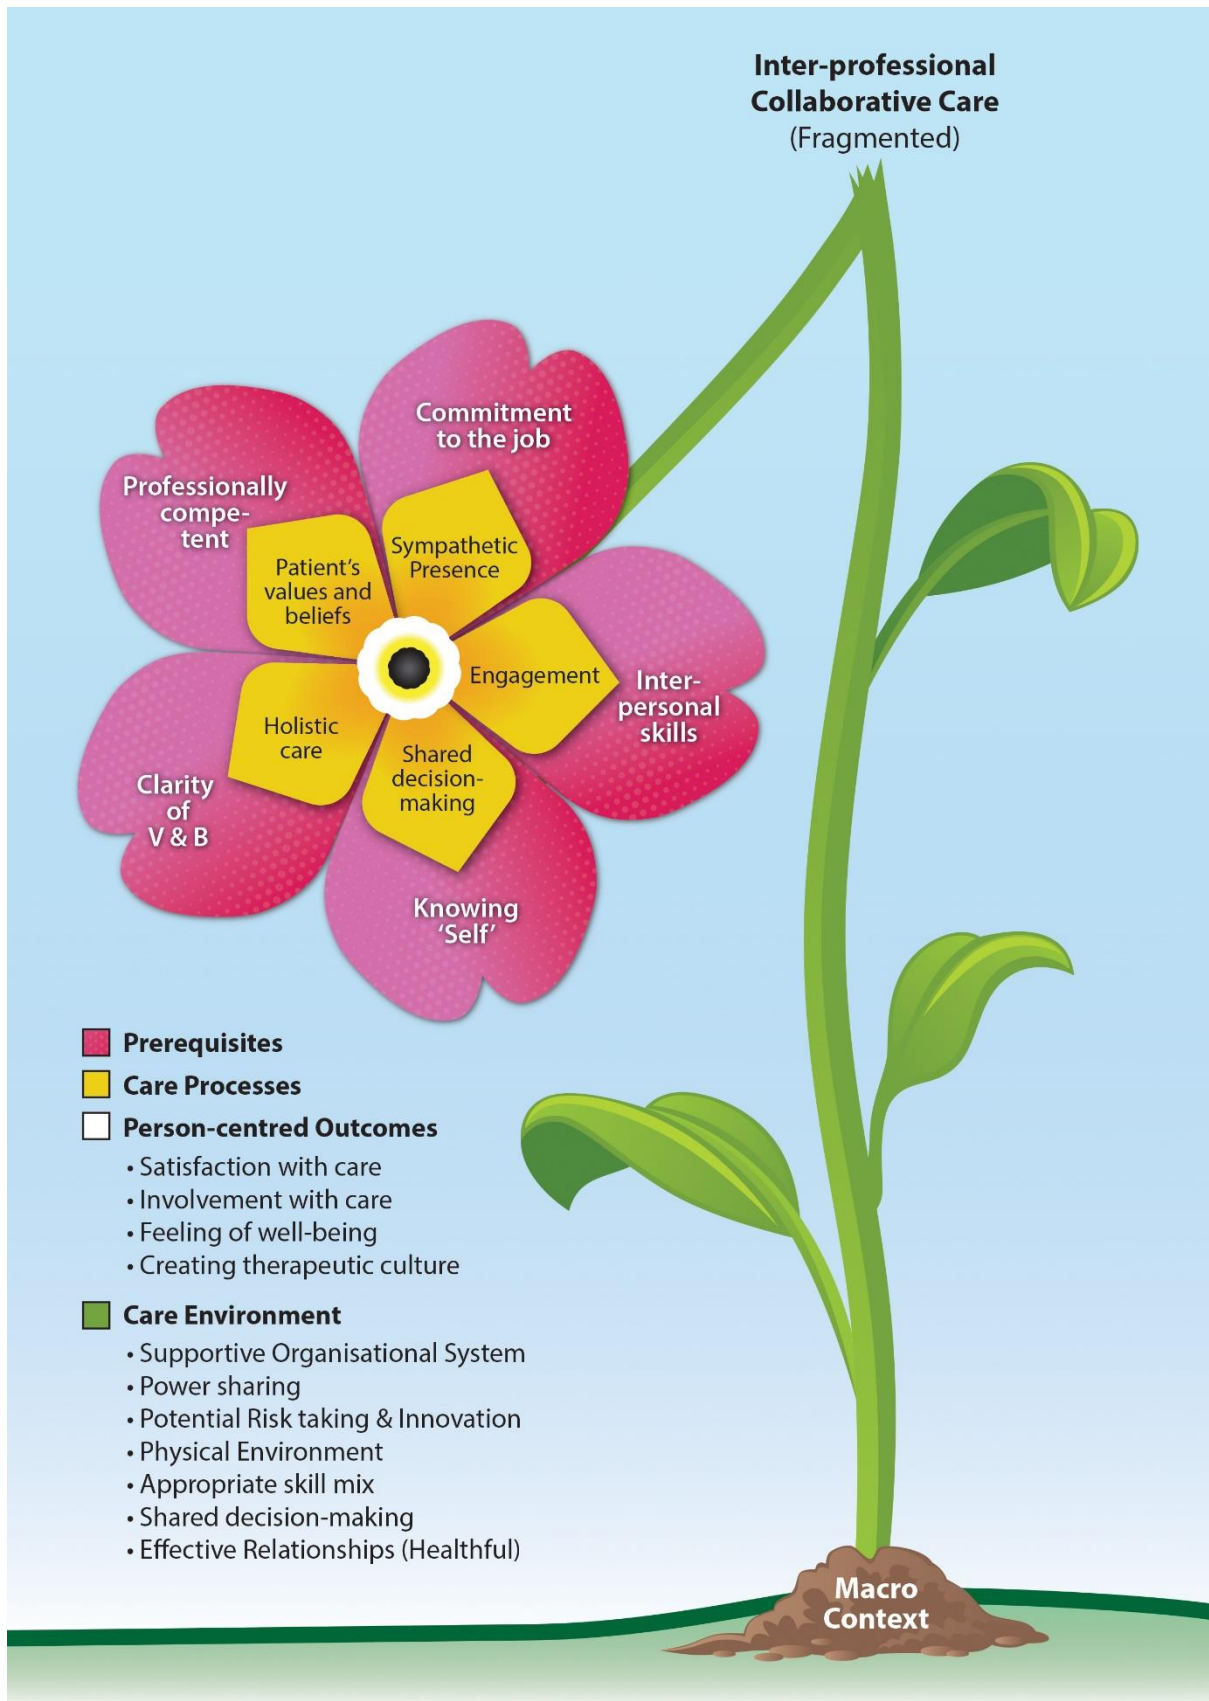 Inter-professional
Collaborative Care
(Fragmented)
Commitment
to the job
Professionally
compe-
tent
Sympathetic
Presence
Patient's
values and
beliefs
Engagement
Inter-
personal
skills
Holistic
care
Shared
decision-
making
Clarity
of
V & B
Knowing
‘Self’
Prerequisites
Care Processes
Person-centred Outcomes
• Satisfaction with care
• Involvement with care
• Feeling of well-being
• Creating therapeutic culture
Care Environment
• Supportive Organisational System
• Power sharing
• Potential Risk taking & Innovation
• Physical Environment
• Appropriate skill mix
• Shared decision-making
• Effective Relationships (Healthful)
Macro
Context